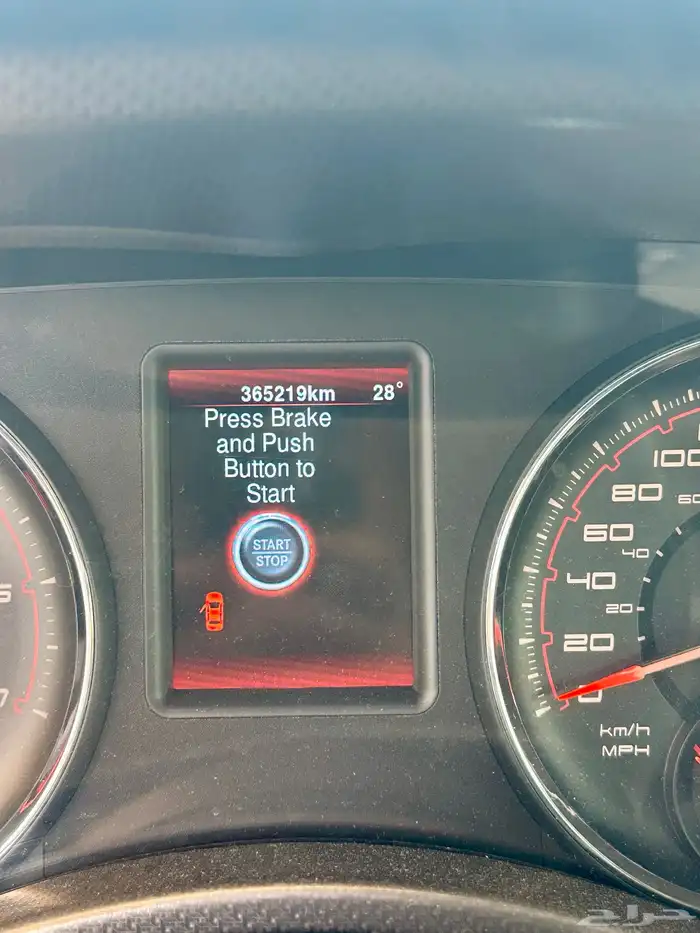 365219km 28°
Press Brake
and Push
Button to
Start
START
STOP
100
80
60
60
40
40
20
20
0
km/h
MPH
7
حراج